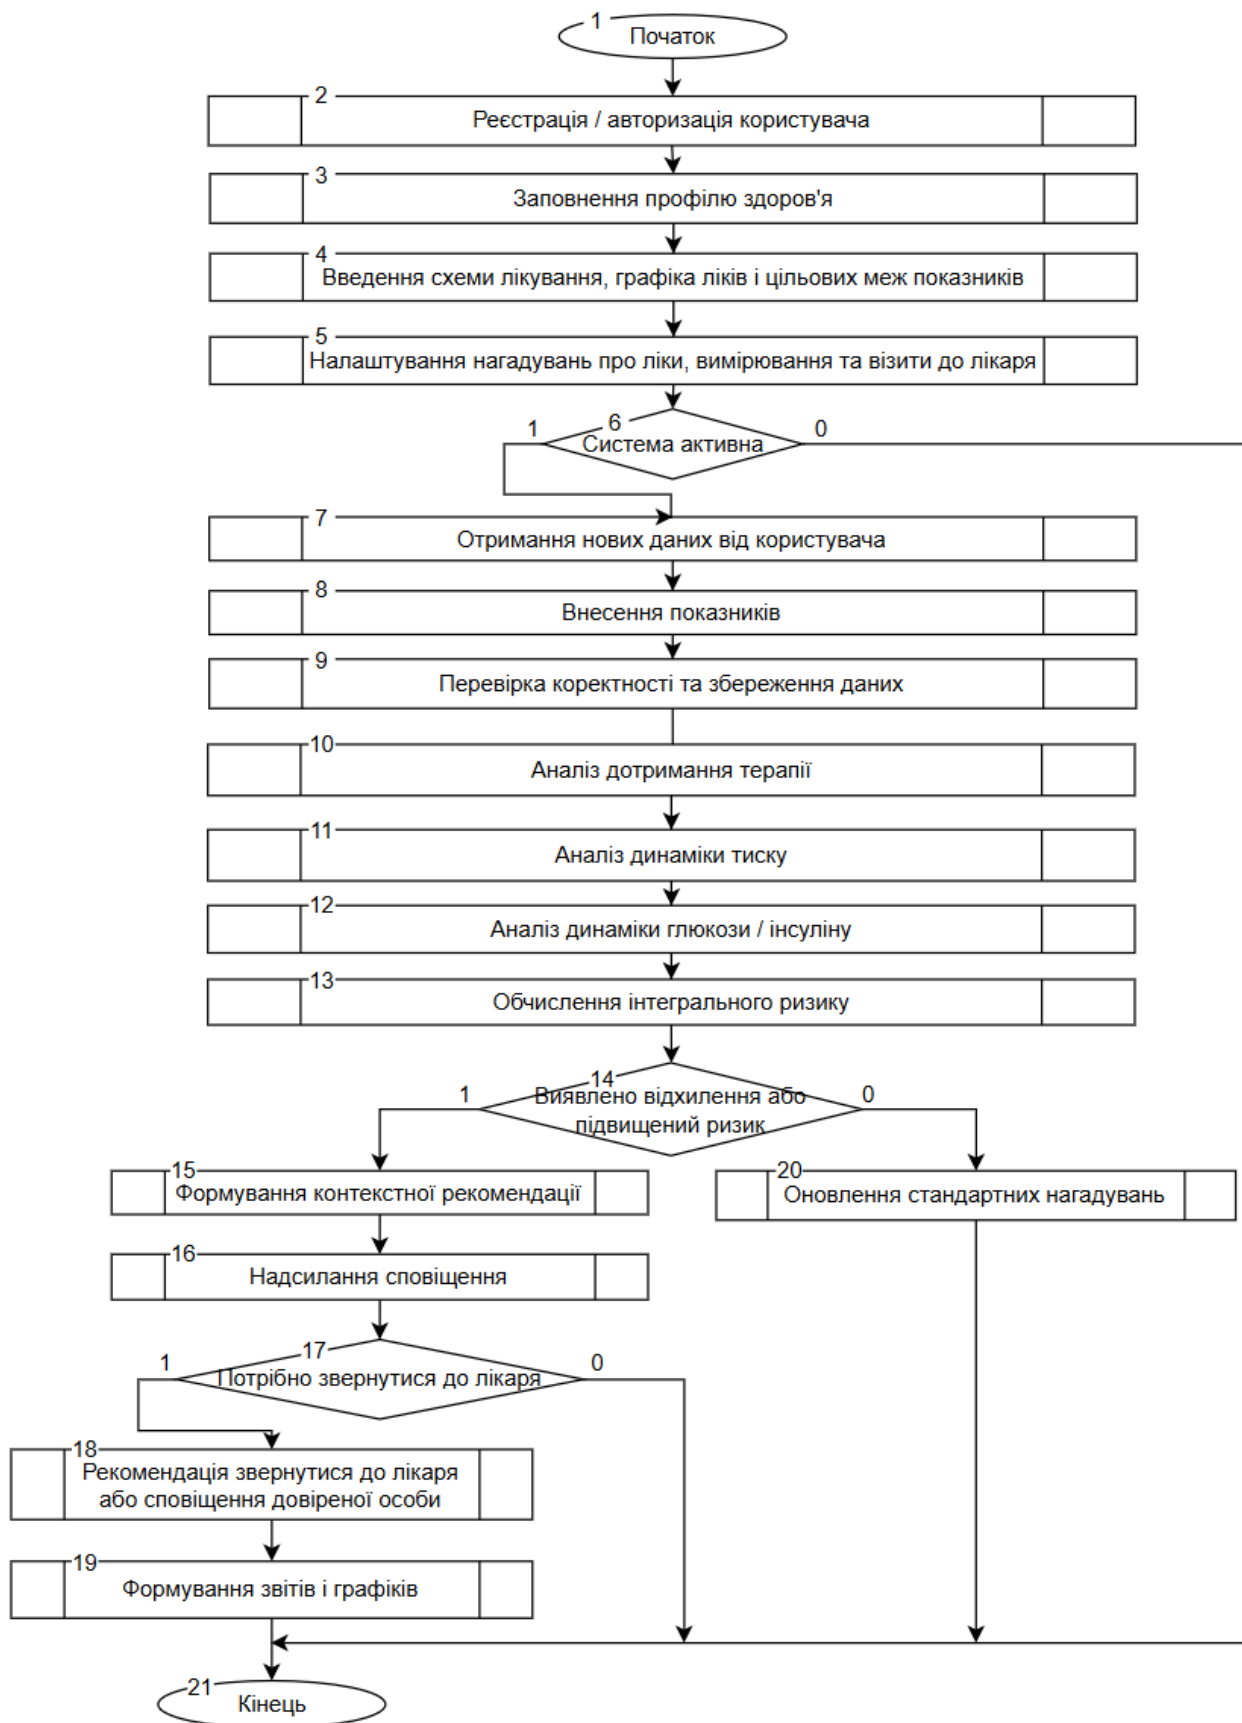 1
Початок
2
Реєстрація / авторизація користувача
3
Заповнення профілю здоров'я
4
Введення схеми лікування, графіка ліків і цільових меж показників
5
Налаштування нагадувань про ліки, вимірювання та візити до лікаря
6
1
0
Система активна
7
Отримання нових даних від користувача
8
Внесення показників
9
Перевірка коректності та збереження даних
10
Аналіз дотримання терапії
11
Аналіз динаміки тиску
12
Аналіз динаміки глюкози / інсуліну
13
Обчислення інтегрального ризику
14
1
0
Виявлено відхилення або
підвищений ризик
15
Формування контекстної рекомендації
20
Оновлення стандартних нагадувань
16
Надсилання сповіщення
17
1
0
Потрібно звернутися до лікаря
18
Рекомендація звернутися до лікаря
або сповіщення довіреної особи
19
Формування звітів і графіків
21
Кінець